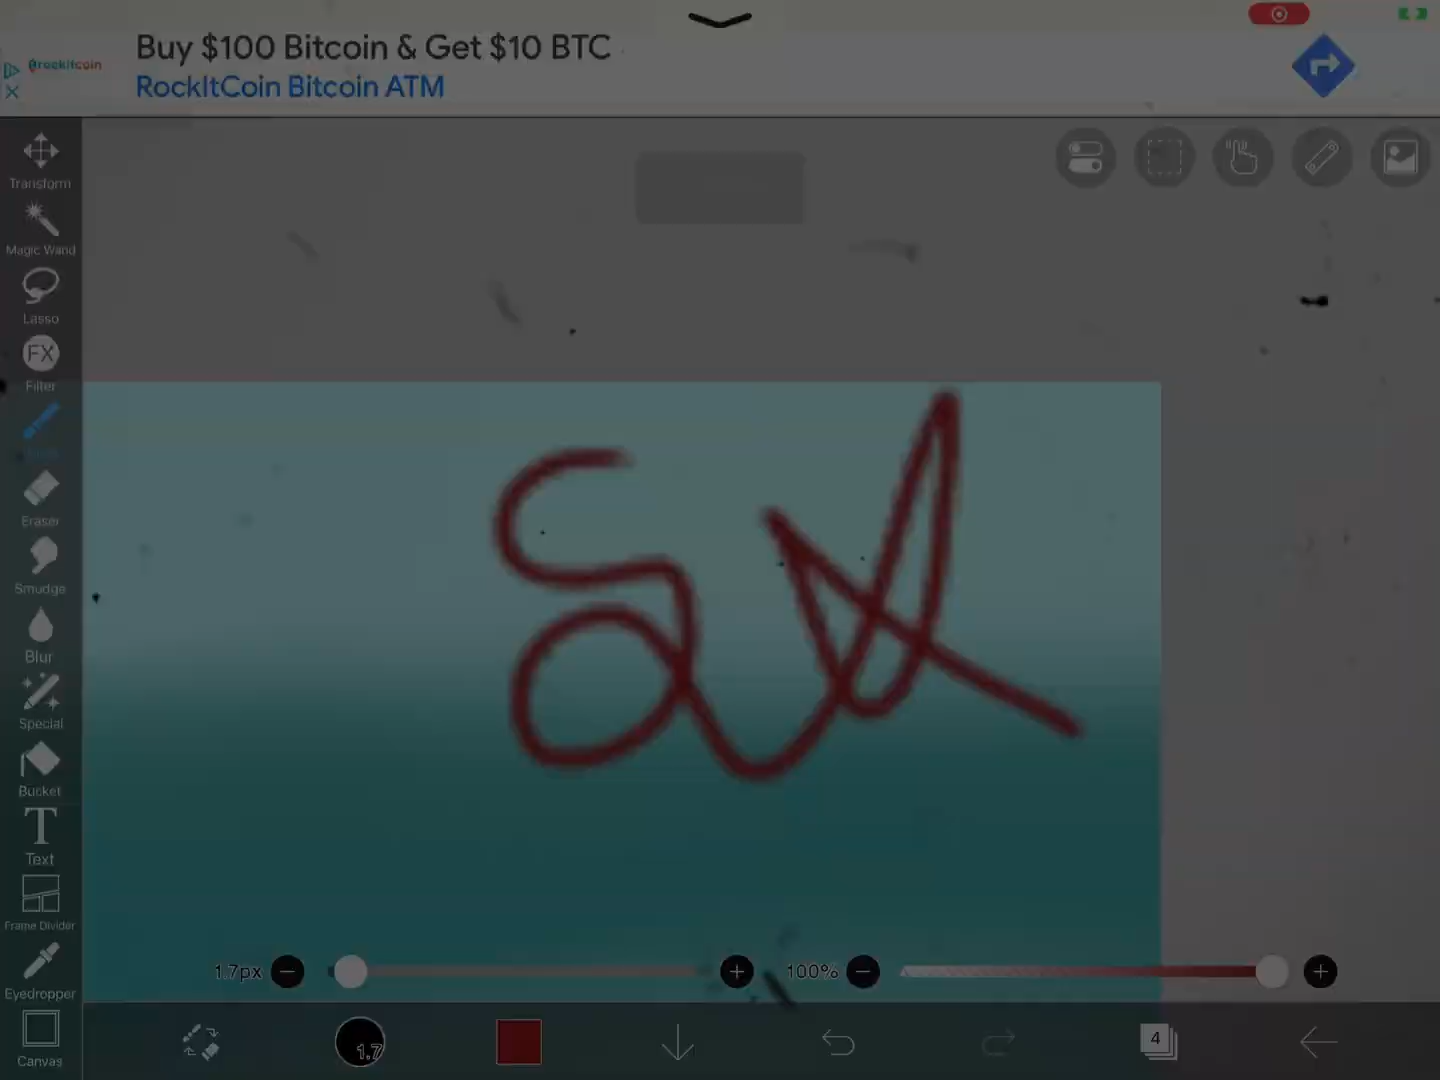 Buy $100 Bitcoin & Get $10 BTC
rockitcoin
RockItCoin Bitcoin ATM
Transform
Magic Wand
Lasso
FX
Filter
Eraser
Smudge
Blur
Special
Bucket
T
Text
Frame Divider
Eyedropper
1.7px
100%
Canvas
1.7
4